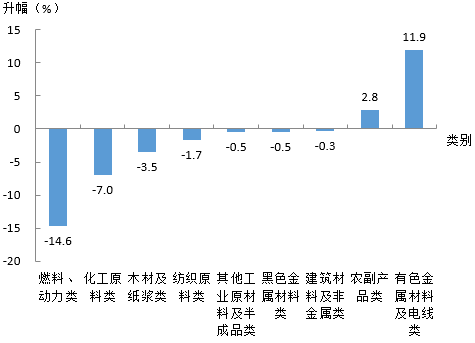 升幅（%）
15
10
5
0
-5
-10
-15
-20
-14.6
-7.0
-3.5
-1.7
-0.5
-0.5
-0.3
2.8
11.9
类别
燃料、
动力类
化工原
料类
木材及
纸浆类
纺织原
料类
其他工
业原材
料及半
成品类
黑色金
属材料
类
建筑材
料及非
金属类
农副产
品类
有色金
属材料
及电线
类